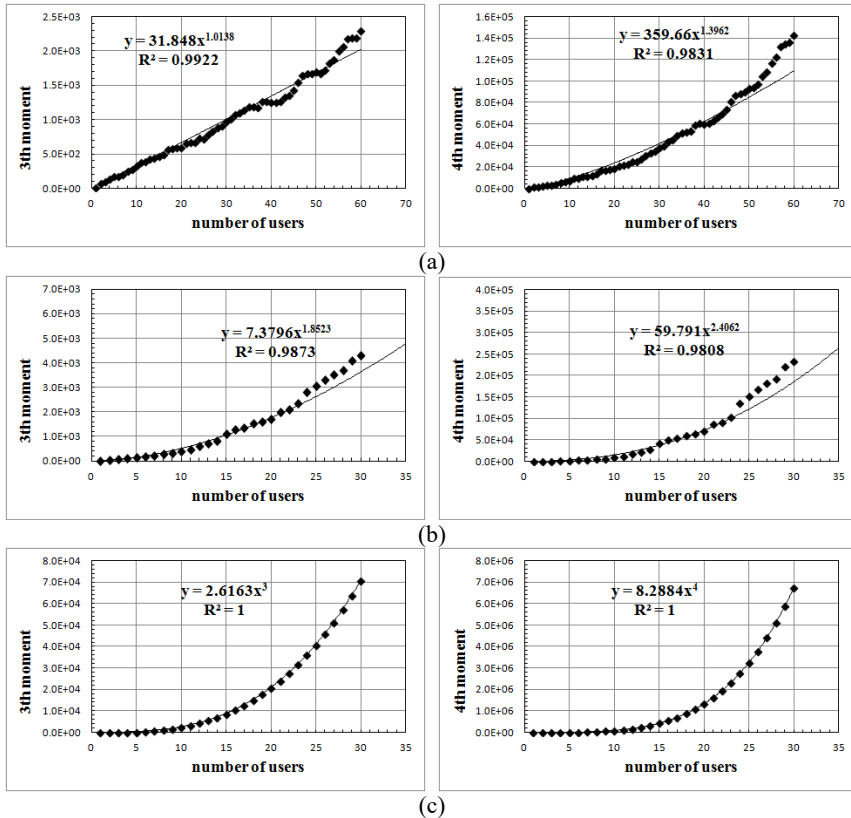 2.5E+03
2.0E+03
1.5E+03
1.0E+03
5.0E+02
0.0E+00
y = 31.848x^1.0138
R² = 0.9922
3th moment
0 10 20 30 40 50 60 70
number of users
1.6E+05
1.4E+05
1.2E+05
1.0E+05
8.0E+04
6.0E+04
4.0E+04
2.0E+04
0.0E+00
y = 359.66x^1.3962
R² = 0.9831
4th moment
0 10 20 30 40 50 60 70
number of users
(a)
7.0E+03
6.0E+03
5.0E+03
4.0E+03
3.0E+03
2.0E+03
1.0E+03
0.0E+00
y = 7.3796x^1.8523
R² = 0.9873
3th moment
0 5 10 15 20 25 30 35
number of users
4.0E+05
3.5E+05
3.0E+05
2.5E+05
2.0E+05
1.5E+05
1.0E+05
5.0E+04
0.0E+00
y = 59.791x^2.4062
R² = 0.9808
4th moment
0 5 10 15 20 25 30 35
number of users
(b)
8.0E+04
7.0E+04
6.0E+04
5.0E+04
4.0E+04
3.0E+04
2.0E+04
1.0E+04
0.0E+00
y = 2.6163x^3
R² = 1
3th moment
0 5 10 15 20 25 30 35
number of users
8.0E+06
7.0E+06
6.0E+06
5.0E+06
4.0E+06
3.0E+06
2.0E+06
1.0E+06
0.0E+00
y = 8.2884x^4
R² = 1
4th moment
0 5 10 15 20 25 30 35
number of users
(c)